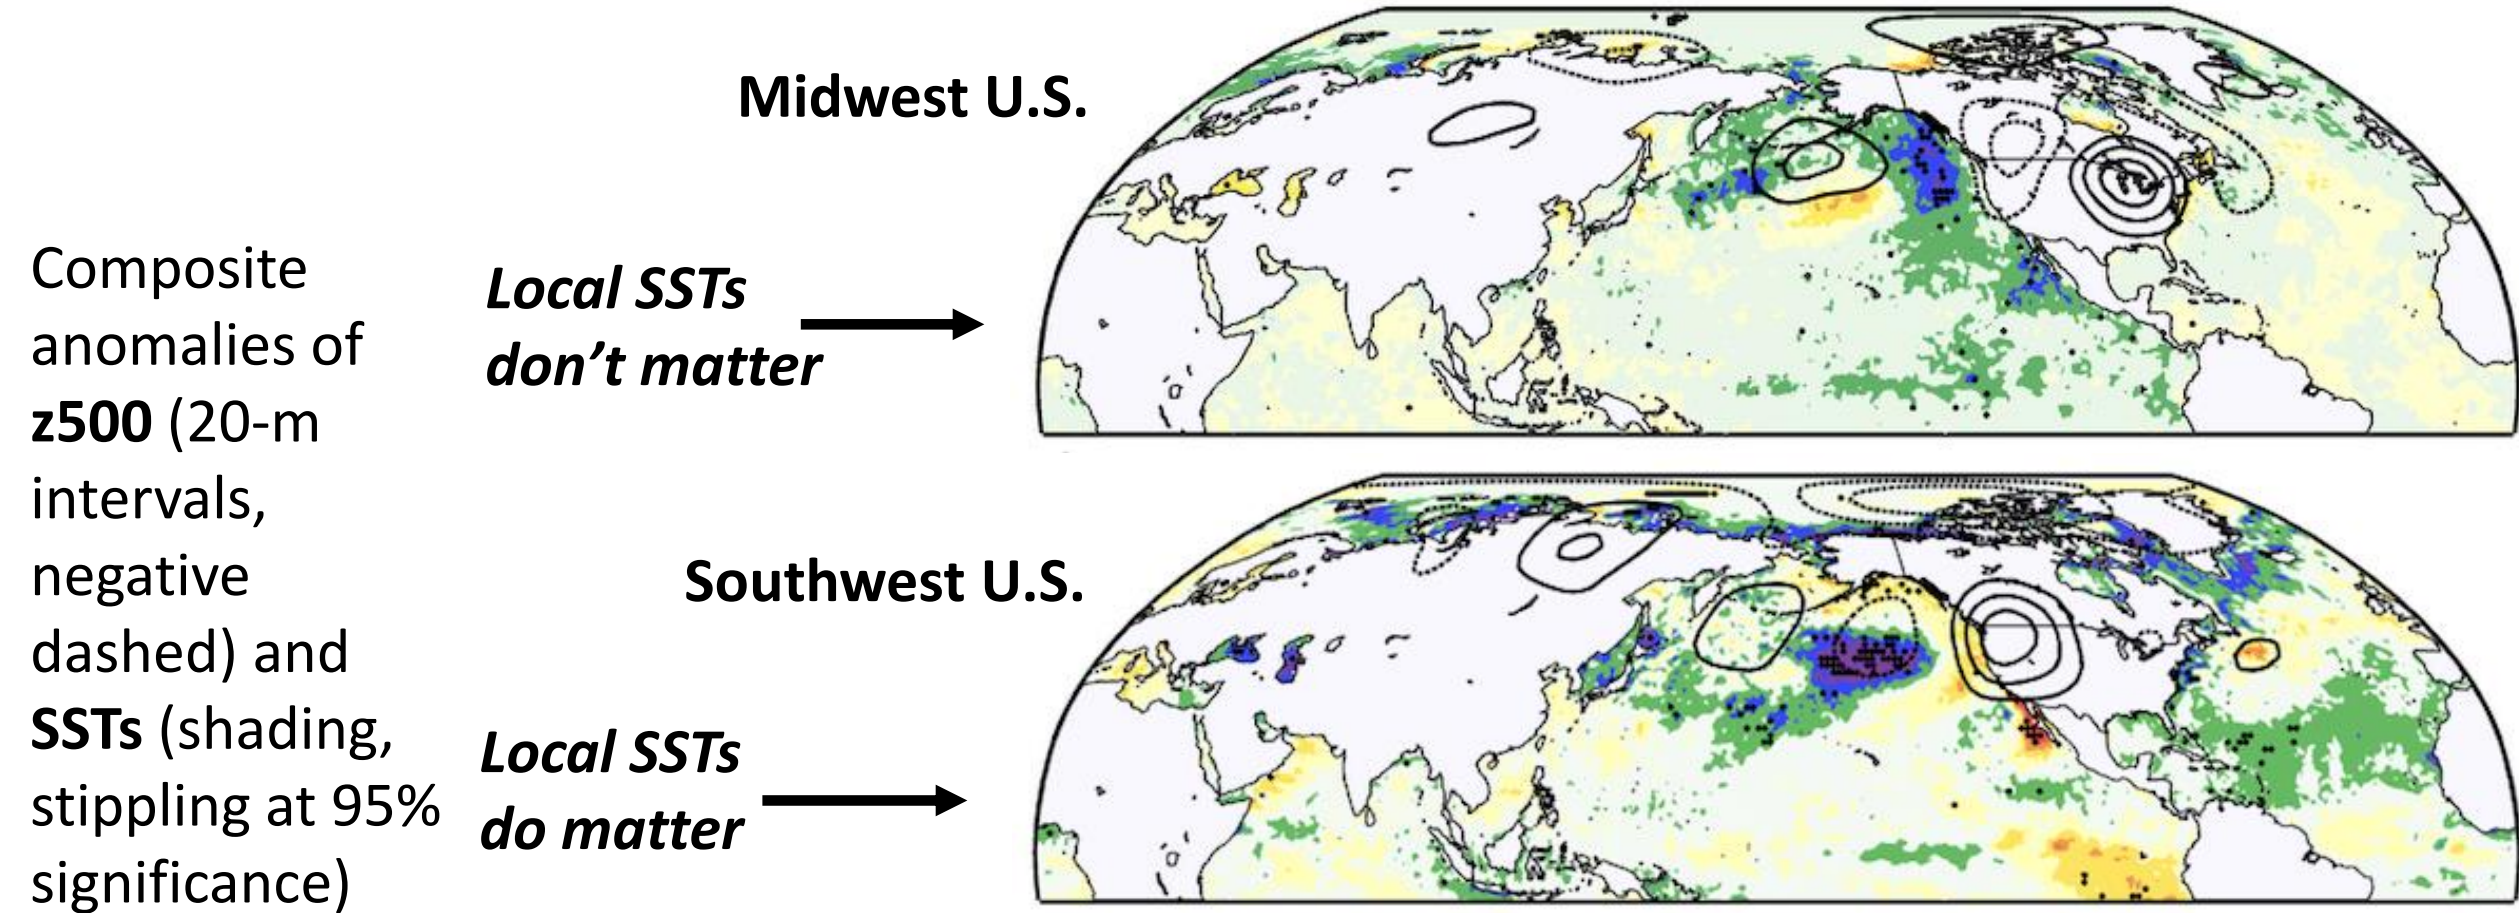 Midwest U.S.
Composite
anomalies of
z500 (20-m
intervals,
negative
dashed) and
SSTs (shading,
stippling at 95%
significance)
Local SSTs
don’t matter
Southwest U.S.
Local SSTs
do matter